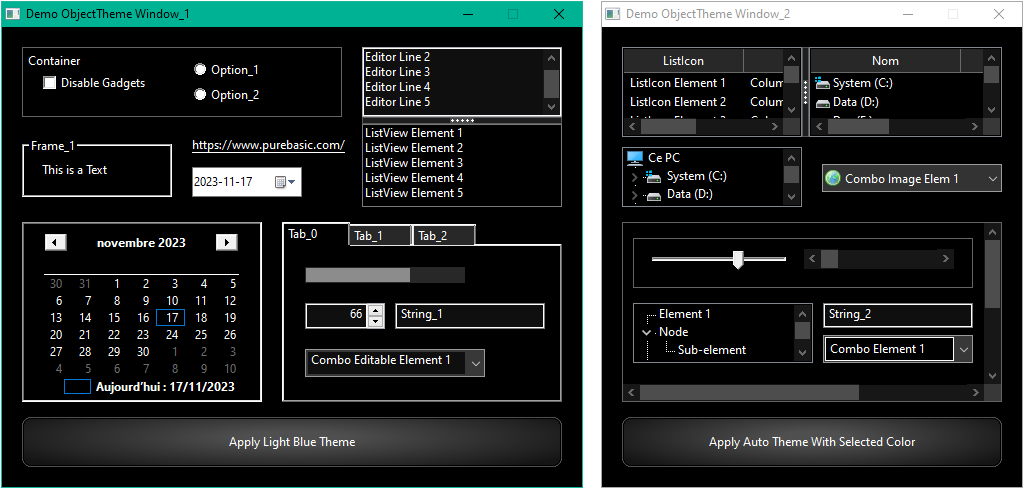 Demo ObjectTheme Window_1
Container
Disable Gadgets
Option_1
Option_2
Editor Line 2
Editor Line 3
Editor Line 4
Editor Line 5
ListView Element 1
ListView Element 2
ListView Element 3
ListView Element 4
ListView Element 5
Frame_1
This is a Text
https://www.purebasic.com/
2023-11-17
novembre 2023
30 31 1 2 3 4 5
6 7 8 9 10 11 12
13 14 15 16 17 18 19
20 21 22 23 24 25 26
27 28 29 30 1 2 3
4 5 6 7 8 9 10
Aujourd'hui : 17/11/2023
Tab_0 Tab_1 Tab_2
66 String_1
Combo Editable Element 1
Apply Light Blue Theme
Demo ObjectTheme Window_2
ListIcon
ListIcon Element 1 Colum
ListIcon Element 2 Colum
Nom
System (C:)
Data (D:)
Ce PC
System (C:)
Data (D:)
Combo Image Elem 1
Element 1
Node
Sub-element
String_2
Combo Element 1
Apply Auto Theme With Selected Color